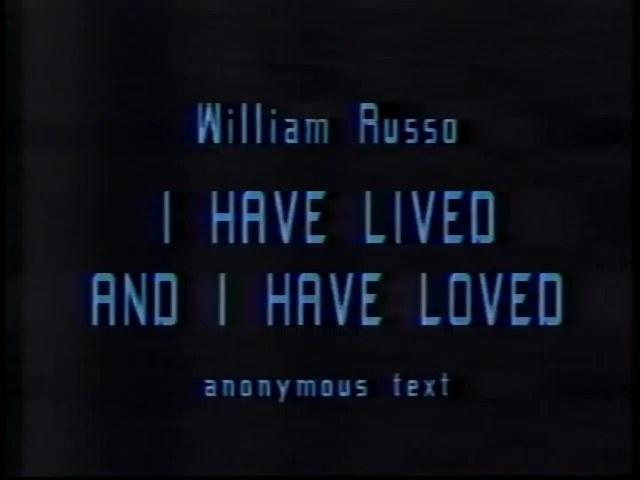 William Russo
I HAVE LIVED
AND I HAVE LOVED
anonymous text